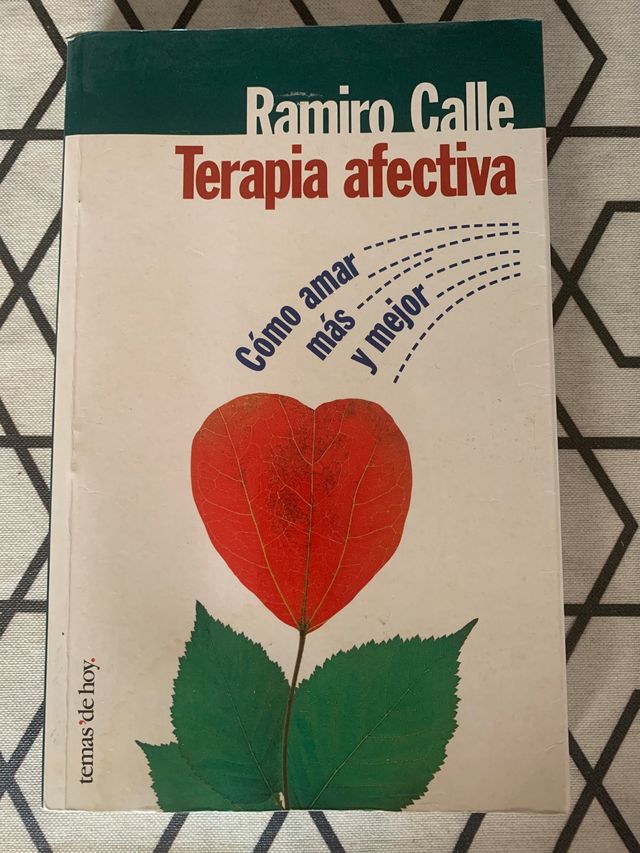 Ramiro Calle
Terapia afectiva
Cómo amar
más
y mejor
temas'de hoy.